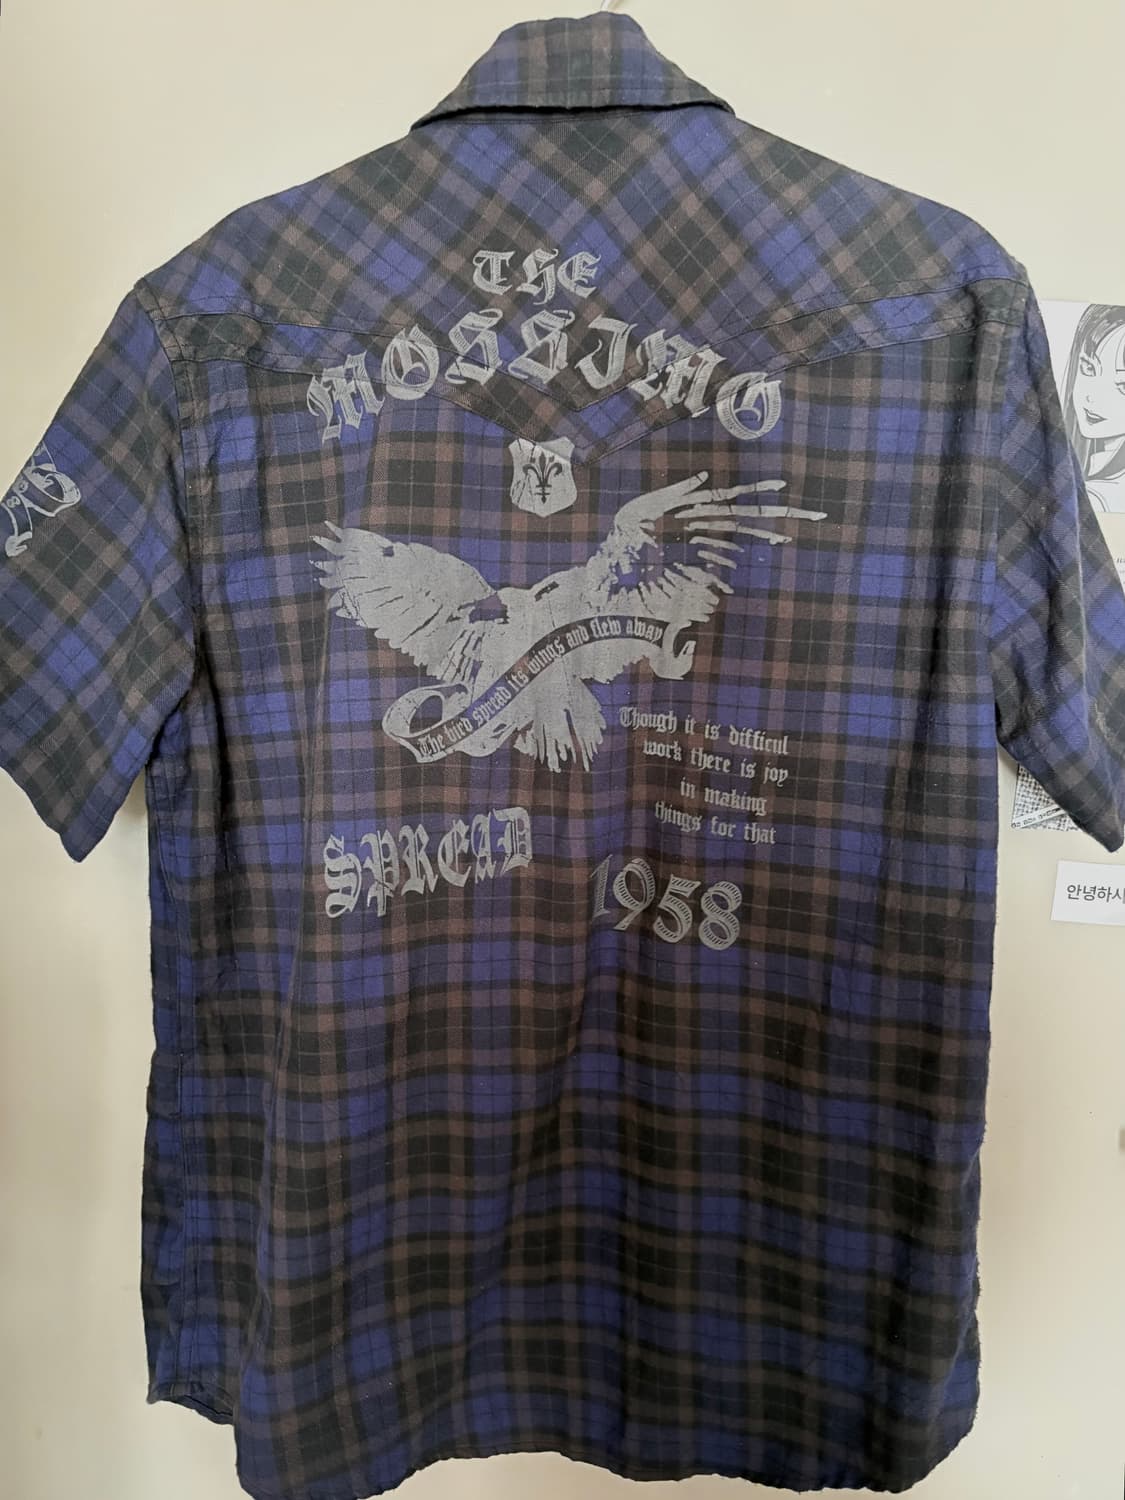 THE
MOSSIMO
The bird spread its wings and flew away
Though it is difficul
work there is joy
in making
things for that
SPREAD
1958
안녕하시